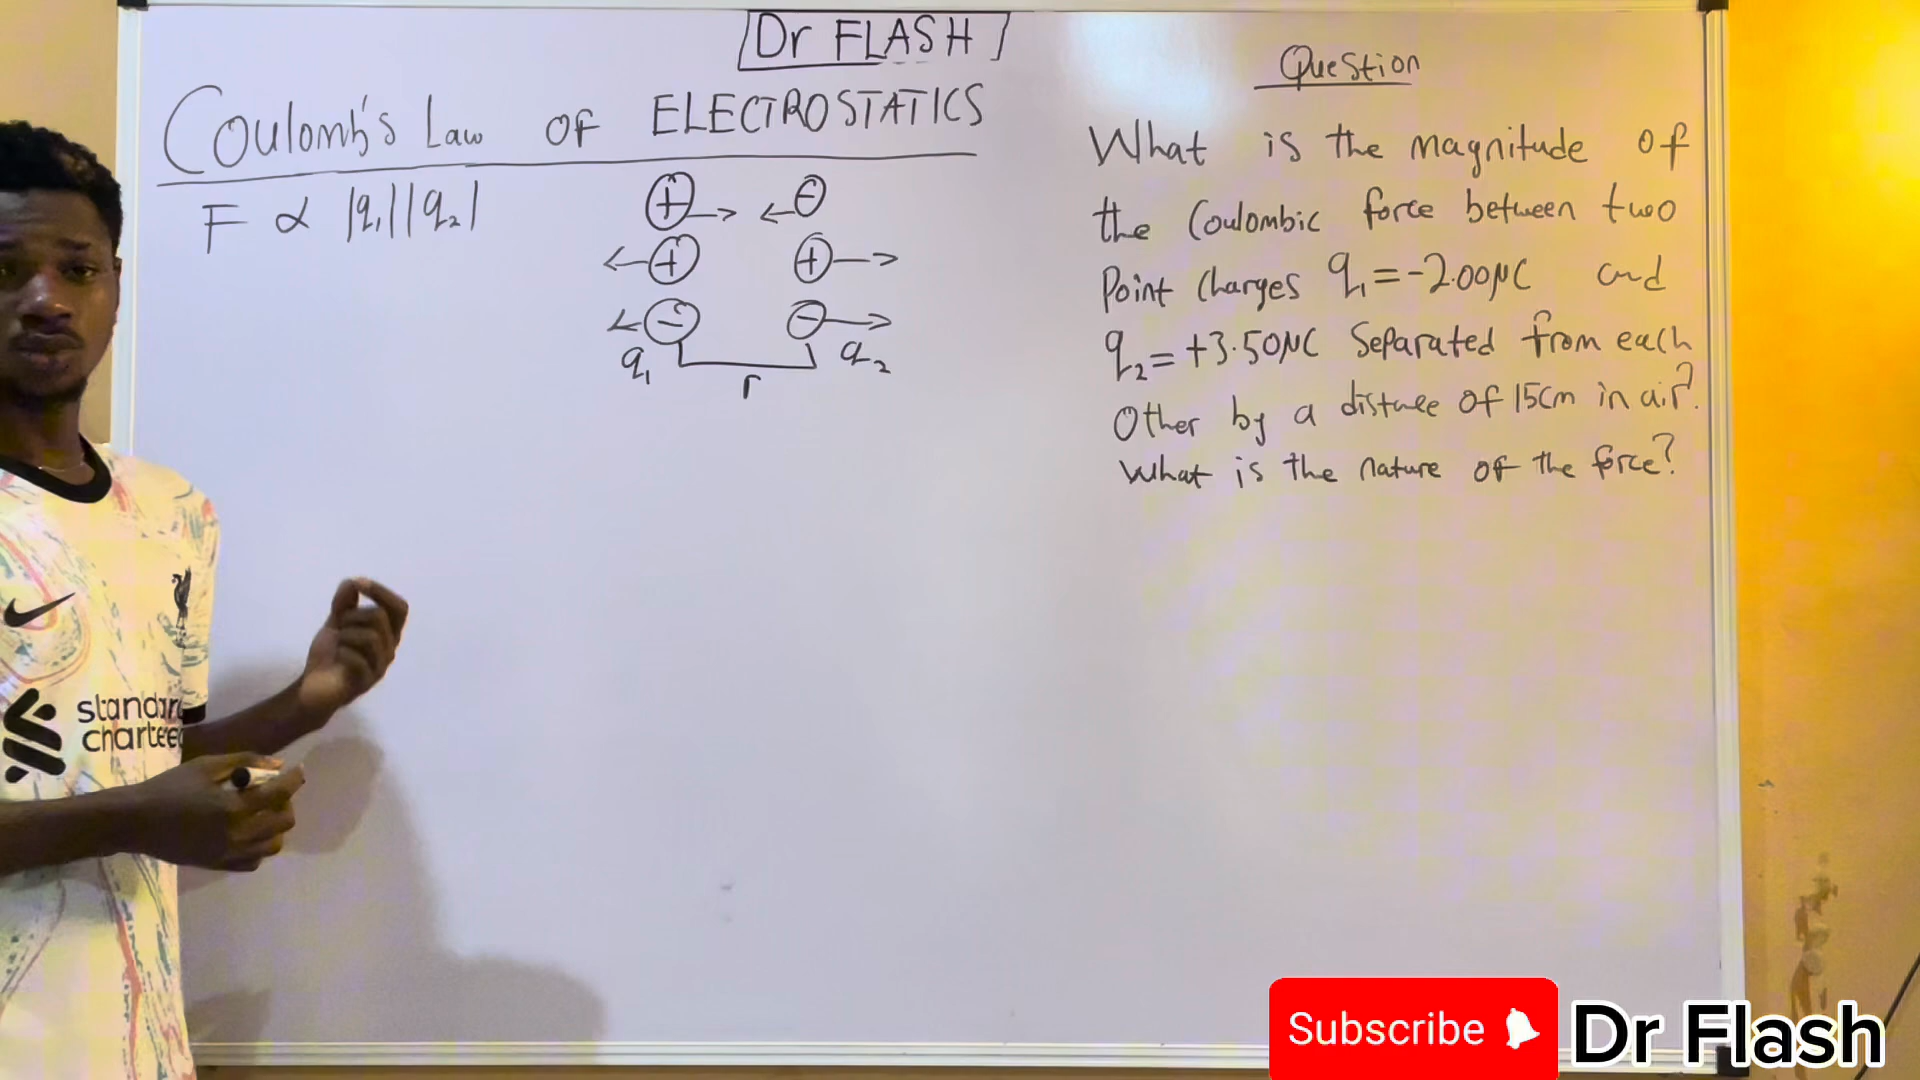 Dr FLASH
Coulomb's Law OF ELECTROSTATICS
F ∝ |q₁||q₂|
+ -
+ +
- -
q₁ r q₂
Question
What is the magnitude of
the Coulombic force between two
Point Charges q₁ = -2.00μC and
q₂ = +3.50μC Separated from each
Other by a distance of 15cm in air?
What is the nature of the force?
standard
chartered
Subscribe
Dr Flash